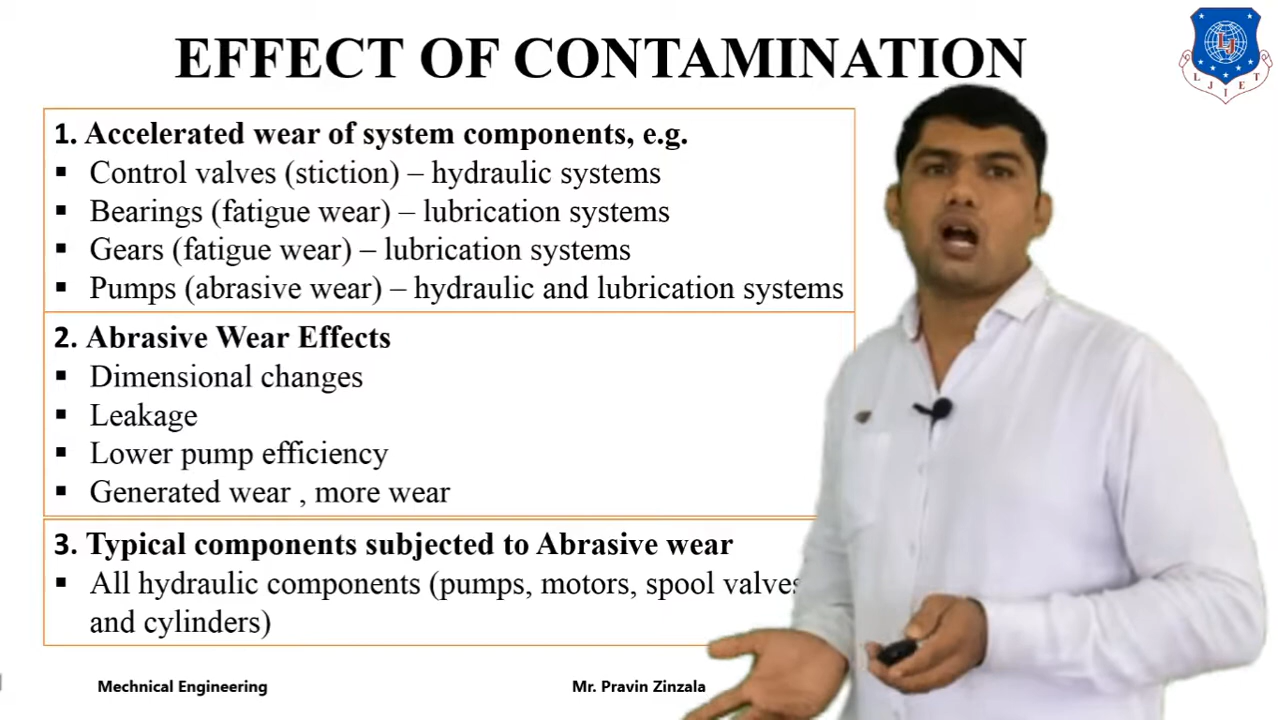 EFFECT OF CONTAMINATION
LJ
L J I E T
1. Accelerated wear of system components, e.g.
▪ Control valves (stiction) – hydraulic systems
▪ Bearings (fatigue wear) – lubrication systems
▪ Gears (fatigue wear) – lubrication systems
▪ Pumps (abrasive wear) – hydraulic and lubrication systems
2. Abrasive Wear Effects
▪ Dimensional changes
▪ Leakage
▪ Lower pump efficiency
▪ Generated wear , more wear
3. Typical components subjected to Abrasive wear
▪ All hydraulic components (pumps, motors, spool valves
and cylinders)
Mechnical Engineering
Mr. Pravin Zinzala